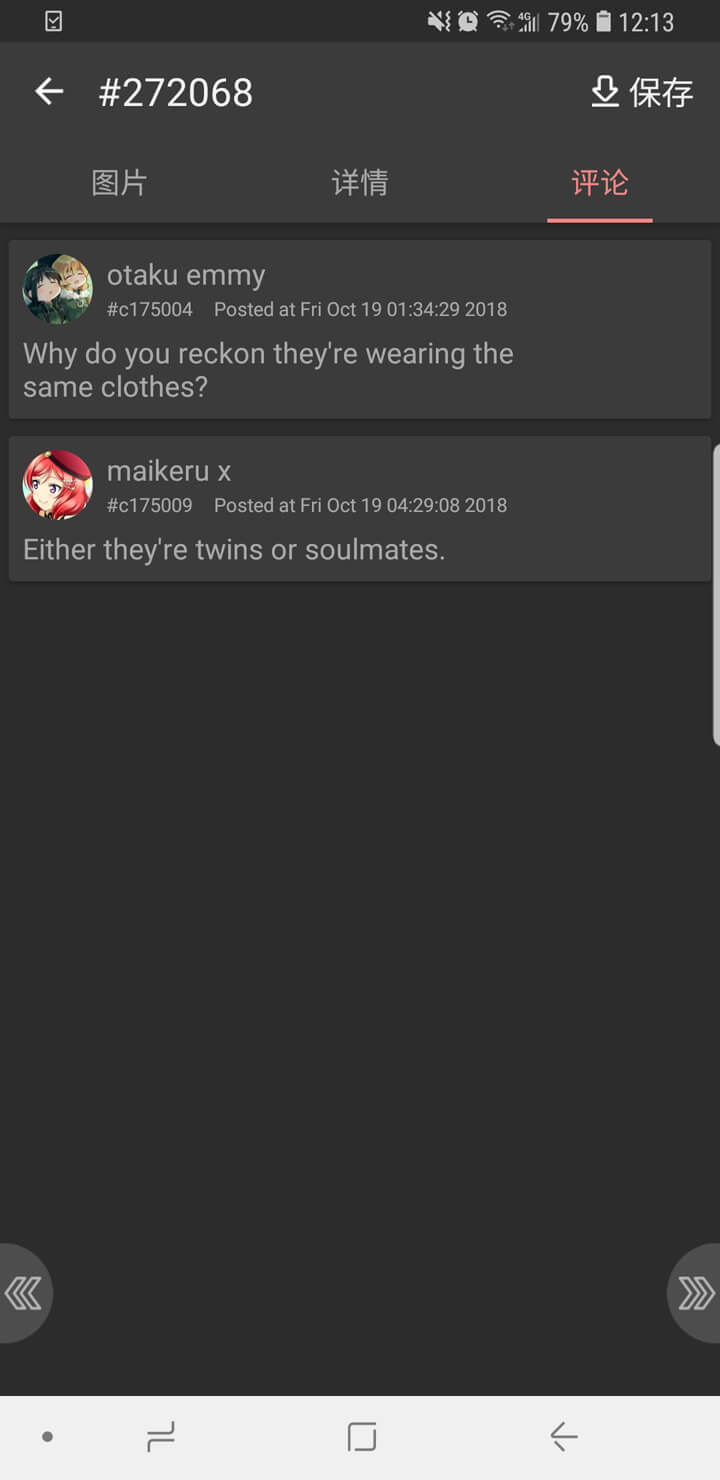 4G 79% 12:13
#272068 保存
图片 详情 评论
otaku emmy
#c175004 Posted at Fri Oct 19 01:34:29 2018
Why do you reckon they're wearing the
same clothes?
maikeru x
#c175009 Posted at Fri Oct 19 04:29:08 2018
Either they're twins or soulmates.